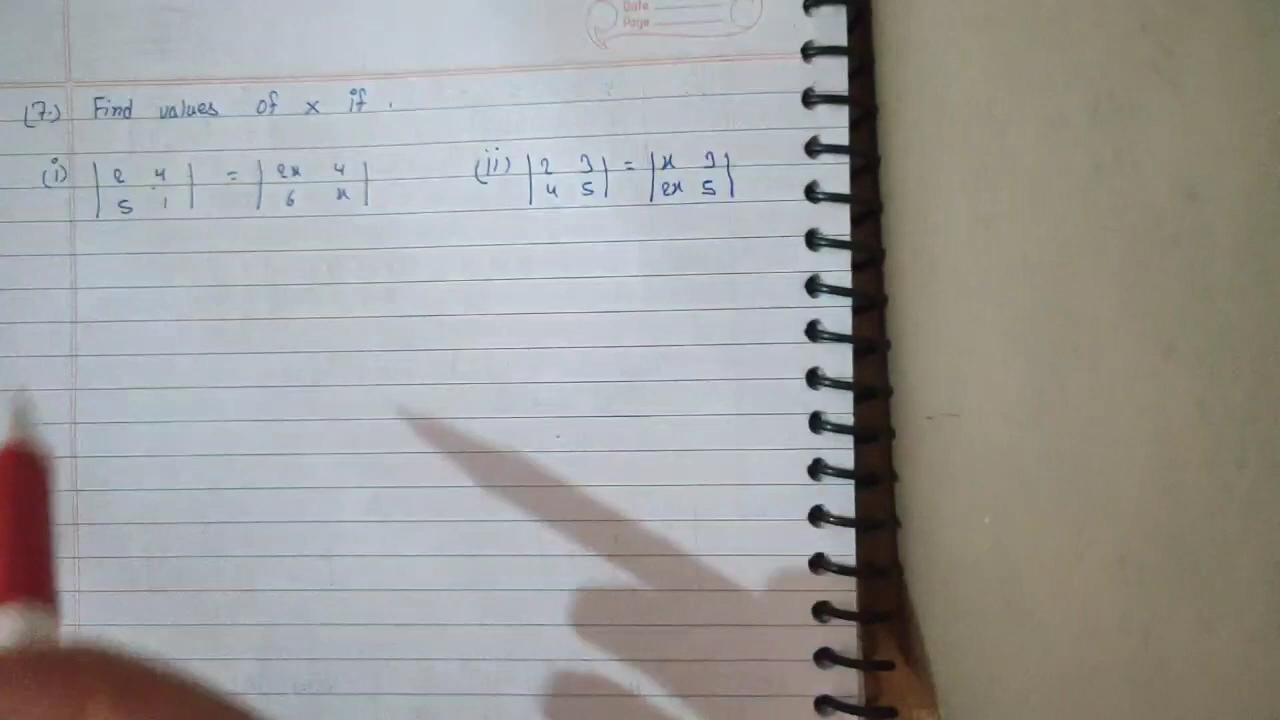 Date
Page
(7.) Find values of x if.
(i) | 2 4 | = | 2x 4 | (ii) | 2 3 | = | x 3 |
| 5 1 | | 6 x | | 4 5 | | 2x 5 |